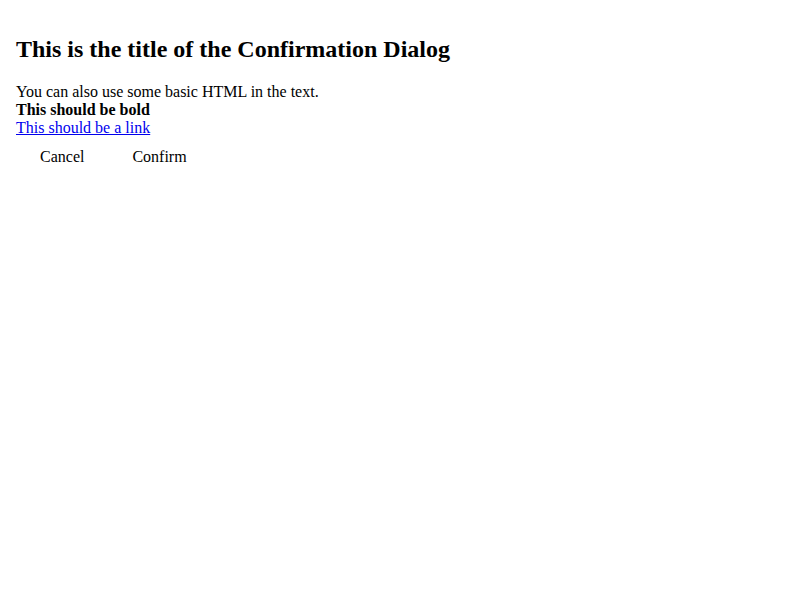 This is the title of the Confirmation Dialog
You can also use some basic HTML in the text.
This should be bold
This should be a link
Cancel Confirm